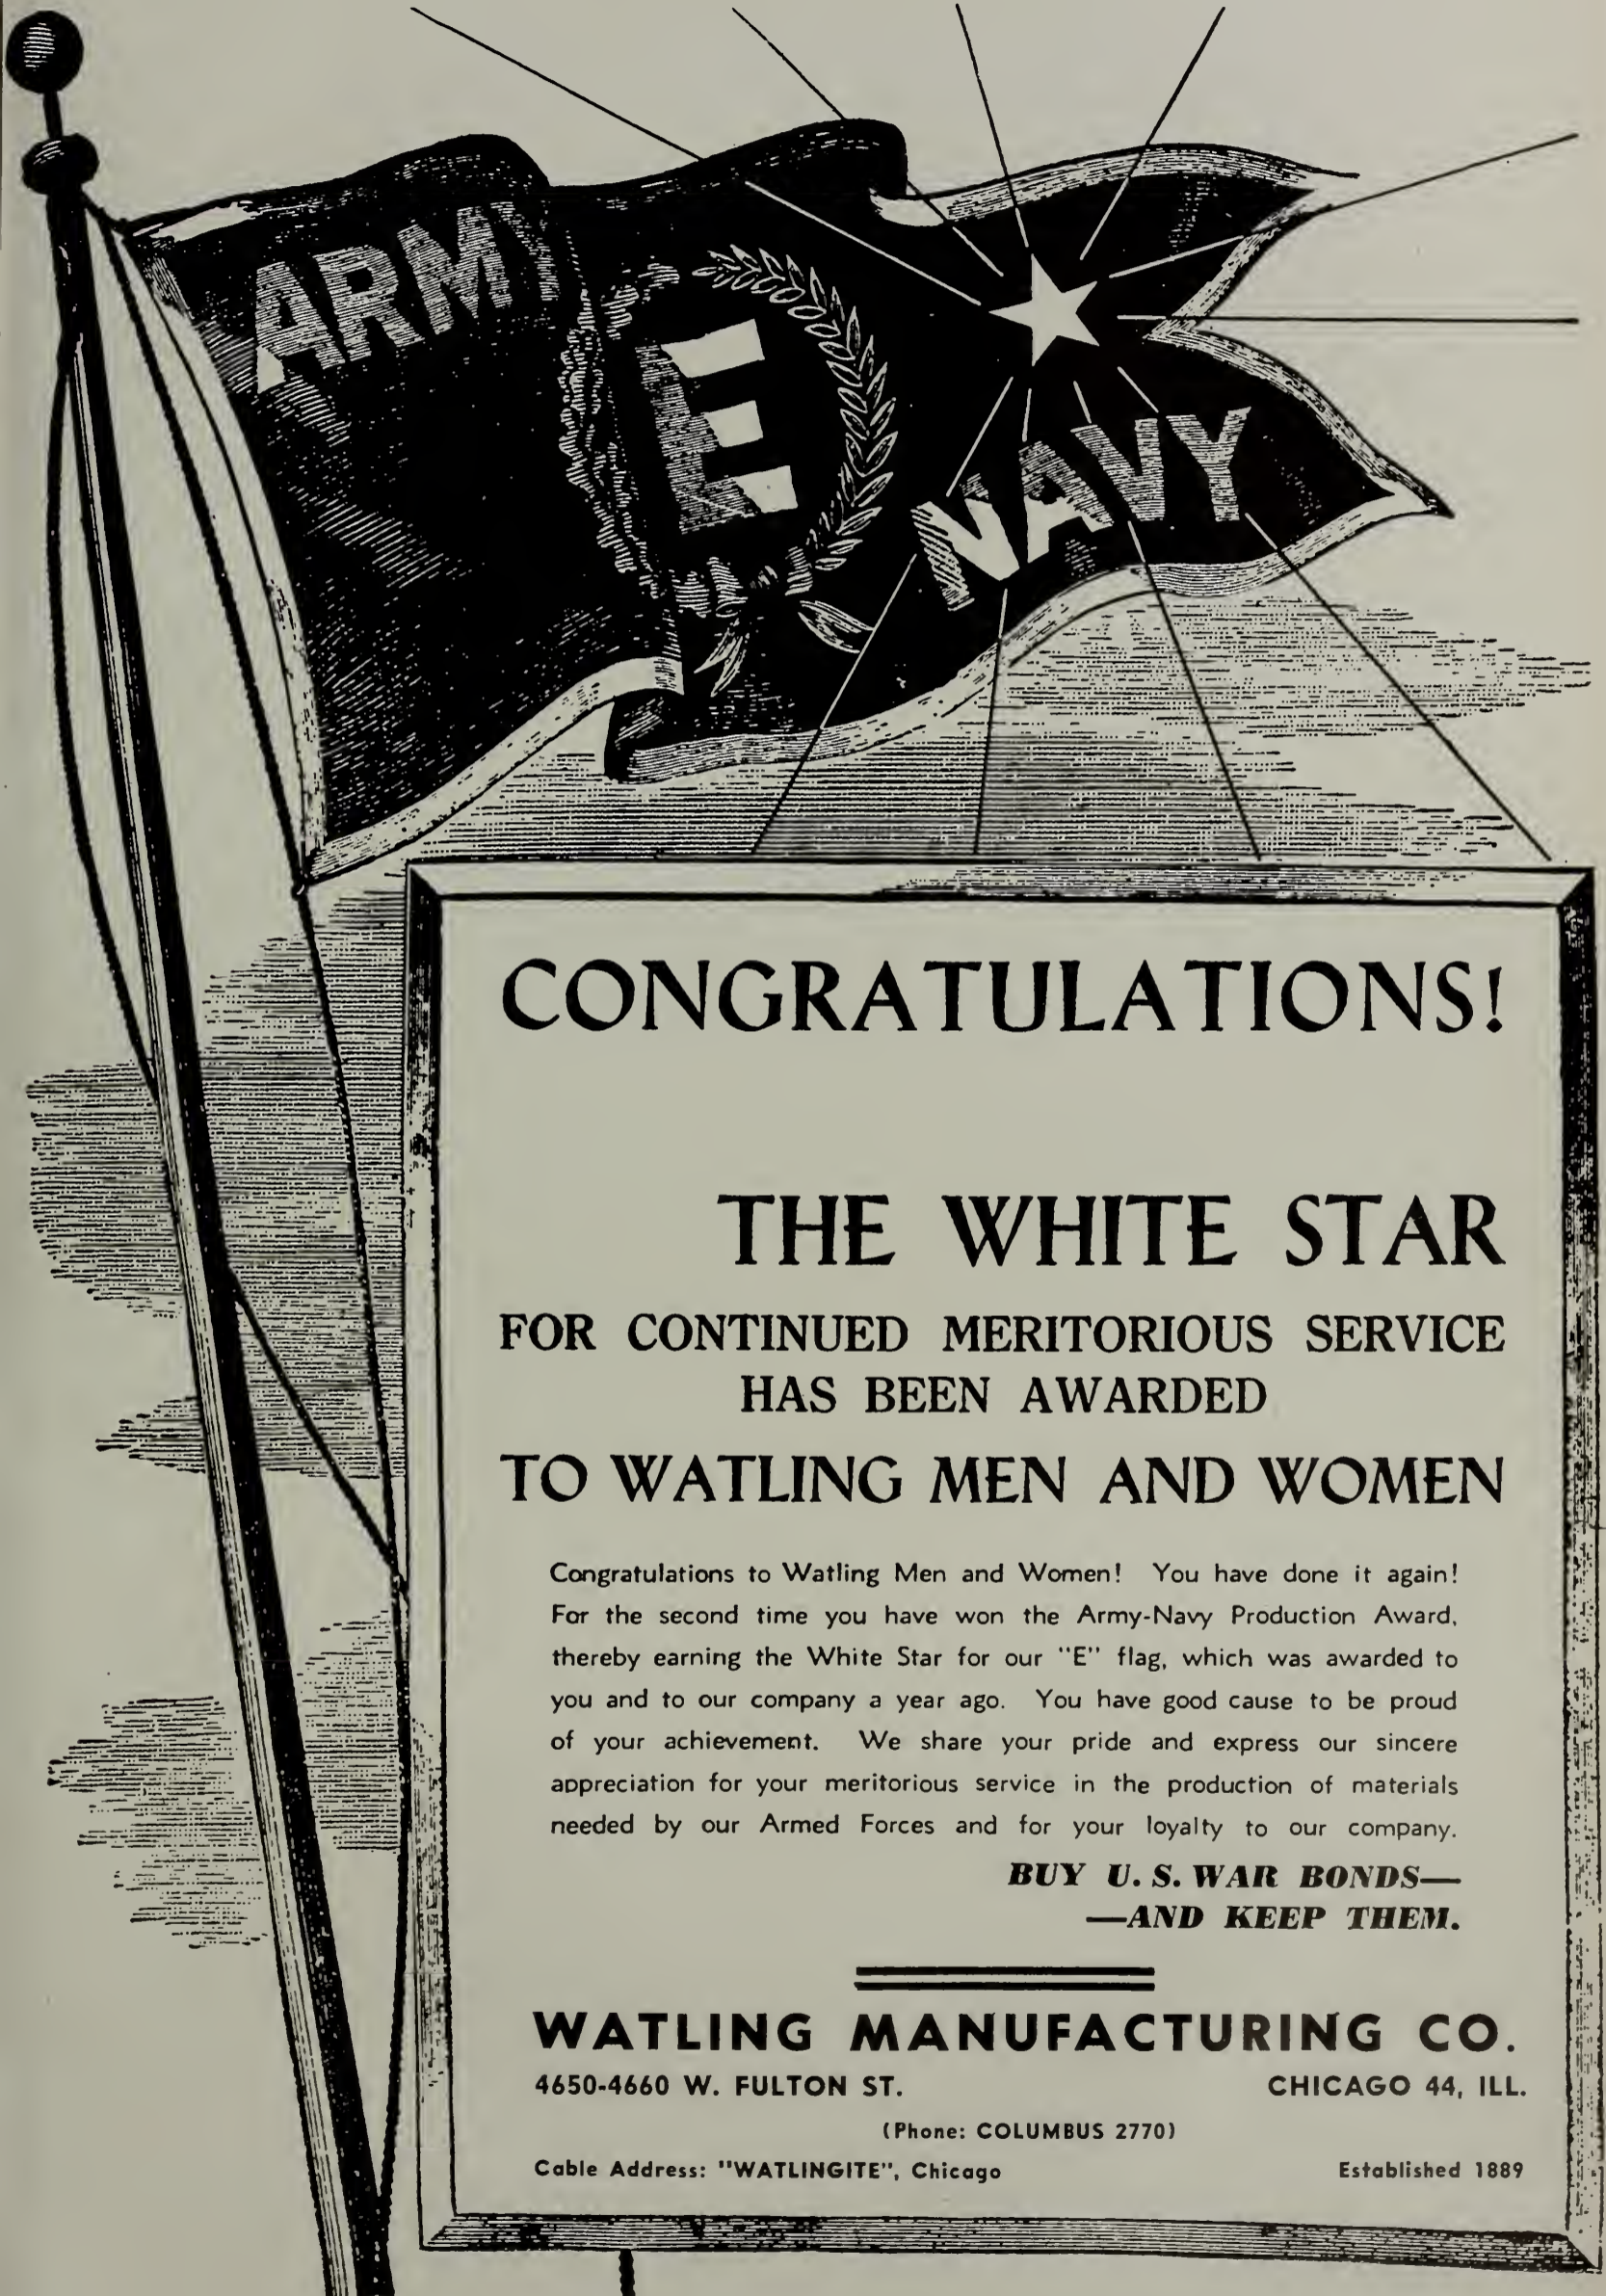 ARMY
E
NAVY
CONGRATULATIONS!
THE WHITE STAR
FOR CONTINUED MERITORIOUS SERVICE
HAS BEEN AWARDED
TO WATLING MEN AND WOMEN
Congratulations to Watling Men and Women! You have done it again!
For the second time you have won the Army-Navy Production Award,
thereby earning the White Star for our "E" flag, which was awarded to
you and to our company a year ago. You have good cause to be proud
of your achievement. We share your pride and express our sincere
appreciation for your meritorious service in the production of materials
needed by our Armed Forces and for your loyalty to our company.
BUY U. S. WAR BONDS—
—AND KEEP THEM.
WATLING MANUFACTURING CO.
4650-4660 W. FULTON ST. CHICAGO 44, ILL.
(Phone: COLUMBUS 2770)
Cable Address: "WATLINGITE", Chicago Established 1889